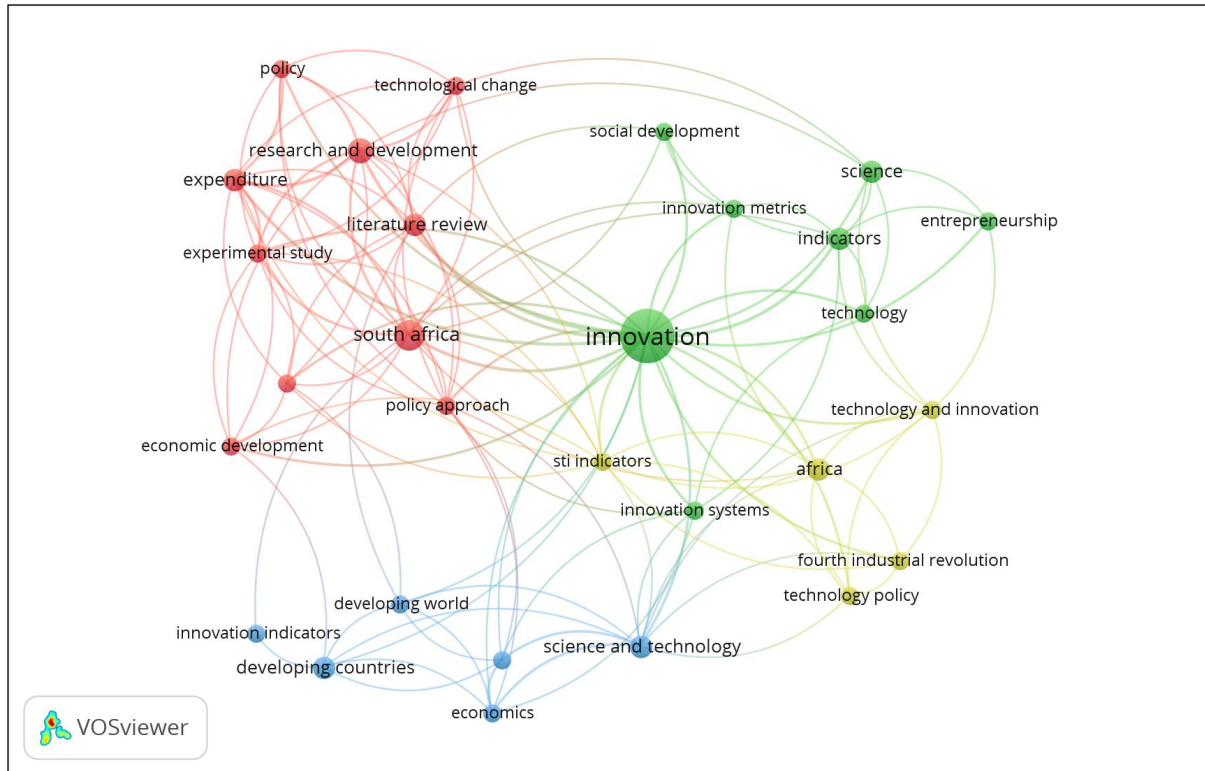 policy
technological change
social development
research and development
science
expenditure
innovation metrics
entrepreneurship
literature review
indicators
experimental study
technology
south africa
innovation
policy approach
technology and innovation
economic development
sti indicators
africa
innovation systems
fourth industrial revolution
technology policy
developing world
innovation indicators
science and technology
developing countries
economics
VOSviewer